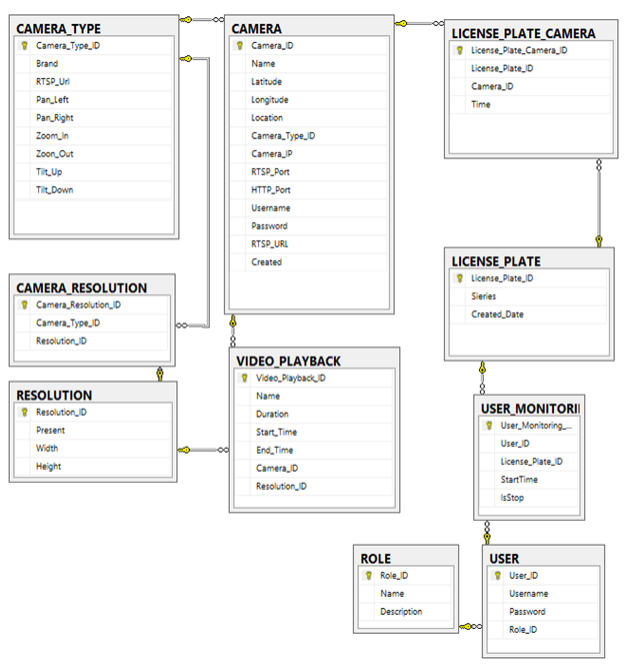 CAMERA_TYPE
Camera_Type_ID
Brand
RTSP_Url
Pan_Left
Pan_Right
Zoom_In
Zoon_Out
Tilt_Up
Tilt_Down
CAMERA
Camera_ID
Name
Latitude
Longitude
Location
Camera_Type_ID
Camera_IP
RTSP_Port
HTTP_Port
Username
Password
RTSP_URL
Created
LICENSE_PLATE_CAMERA
License_Plate_Camera_ID
License_Plate_ID
Camera_ID
Time
CAMERA_RESOLUTION
Camera_Resolution_ID
Camera_Type_ID
Resolution_ID
LICENSE_PLATE
License_Plate_ID
Sieries
Created_Date
RESOLUTION
Resolution_ID
Present
Width
Height
VIDEO_PLAYBACK
Video_Playback_ID
Name
Duration
Start_Time
End_Time
Camera_ID
Resolution_ID
USER_MONITORI
User_Monitoring_...
User_ID
License_Plate_ID
StartTime
IsStop
ROLE
Role_ID
Name
Description
USER
User_ID
Username
Password
Role_ID